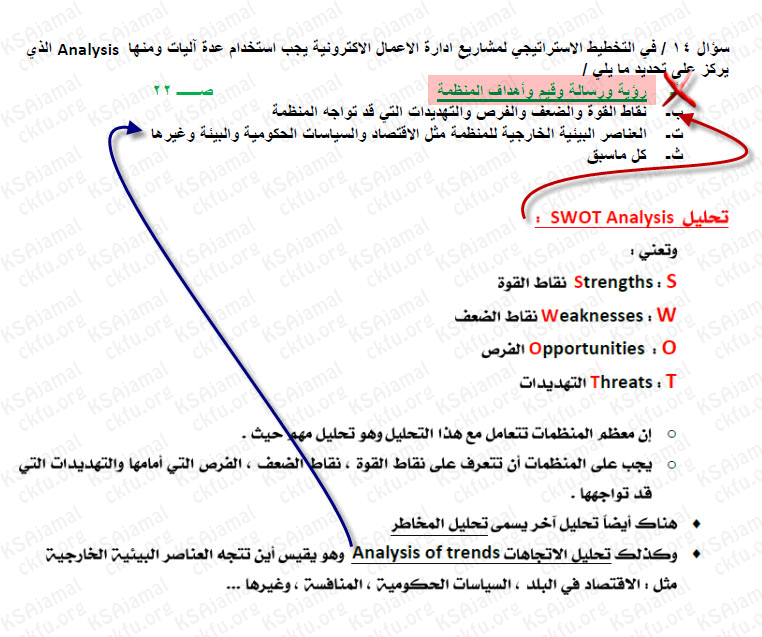 سؤال ١٤ / في التخطيط الاستراتيجي لمشاريع ادارة الاعمال الاكترونية يجب استخدام عدة آليات ومنها Analysis الذي
يركز على تحديد ما يلي /
رؤية ورسالة وقيم وأهداف المنظمة صـــــ ٢٢
ب- نقاط القوة والضعف والفرص والتهديدات التي قد تواجه المنظمة
ت- العناصر البيئية الخارجية للمنظمة مثل الاقتصاد والسياسات الحكومية والبيئة وغيرها
ث- كل ماسبق
تحليل SWOT Analysis :
وتعني :
S : Strengths نقاط القوة
W : Weaknesses نقاط الضعف
O : Opportunities الفرص
T : Threats التهديدات
○ إن معظم المنظمات تتعامل مع هذا التحليل وهو تحليل مهم حيث .
○ يجب على المنظمات أن تتعرف على نقاط القوة ، نقاط الضعف ، الفرص التي أمامها والتهديدات التي
قد تواجهها .
♦ هناك أيضاً تحليل آخر يسمى تحليل المخاطر
♦ وكذلك تحليل الاتجاهات Analysis of trends وهو يقيس أين تتجه العناصر البيئية الخارجية
مثل : الاقتصاد في البلد ، السياسات الحكومية ، المنافسة ، وغيرها ...
KSAjamal
ckfu.org